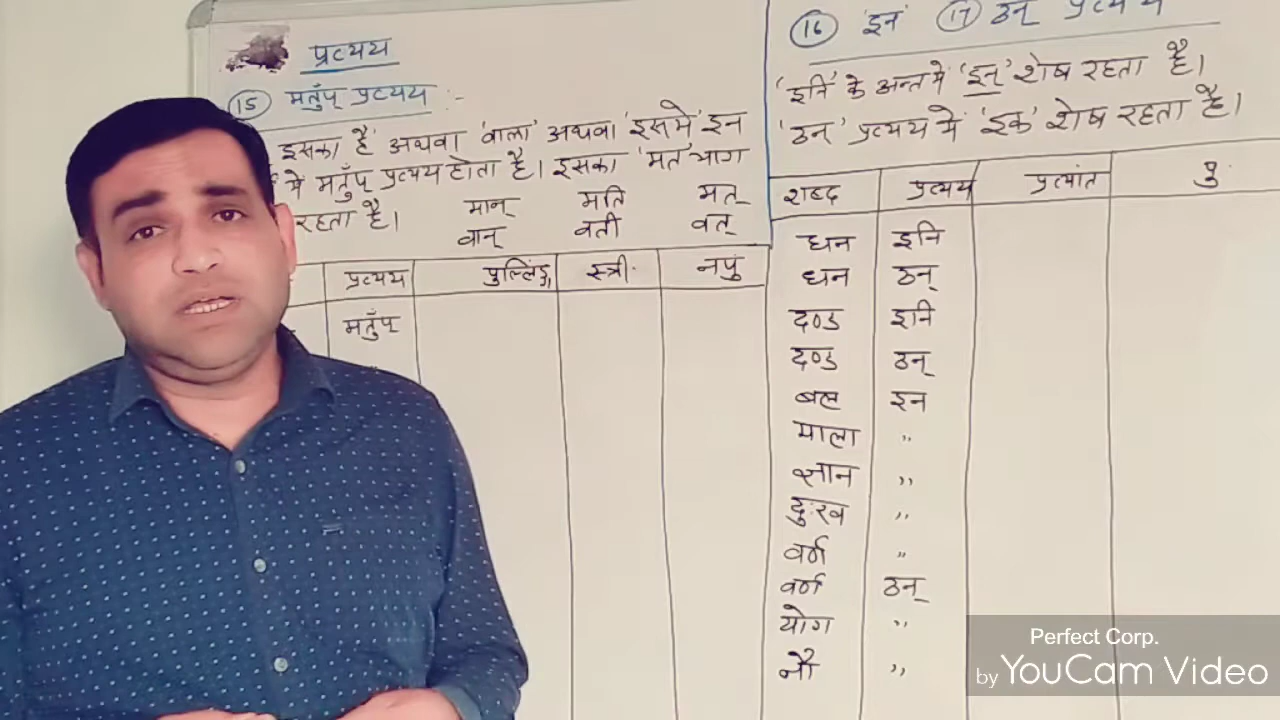 प्रत्यय
15 मतुँप् प्रत्यय :-
'इसका है' अथवा 'वाला' अथवा 'इसमें' इन
में मतुँप् प्रत्यय होता है। इसका 'मत' भाग
रहता है।
मान् मति मत्
वान् वती वत्
प्रत्यय पुल्लिङ्ग स्त्री. नपु
मतुँप्
16 इन 17 ठन् प्रत्यय
'इनि' के अन्त में 'इन्' शेष रहता है।
'ठन्' प्रत्यय में 'इक' शेष रहता है।
शब्द प्रत्यय प्रत्यांत पु.
धन इनि
धन ठन्
दण्ड इनि
दण्ड ठन्
बल इन
माला "
ज्ञान "
दुःख "
वर्ण "
वर्ण ठन्
योग "
नौ "
Perfect Corp.
by YouCam Video